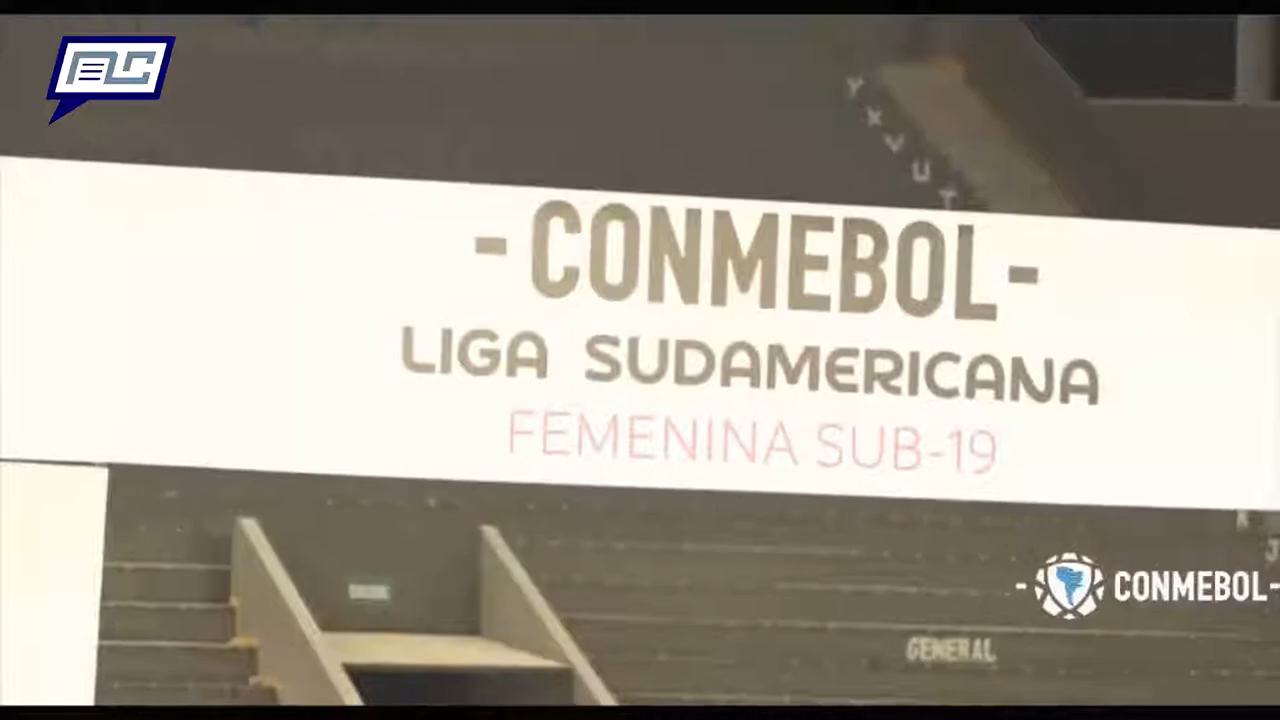 Y
X
V
U
T
-CONMEBOL-
LIGA SUDAMERICANA
FEMENINA SUB-19
-CONMEBOL-
GENERAL